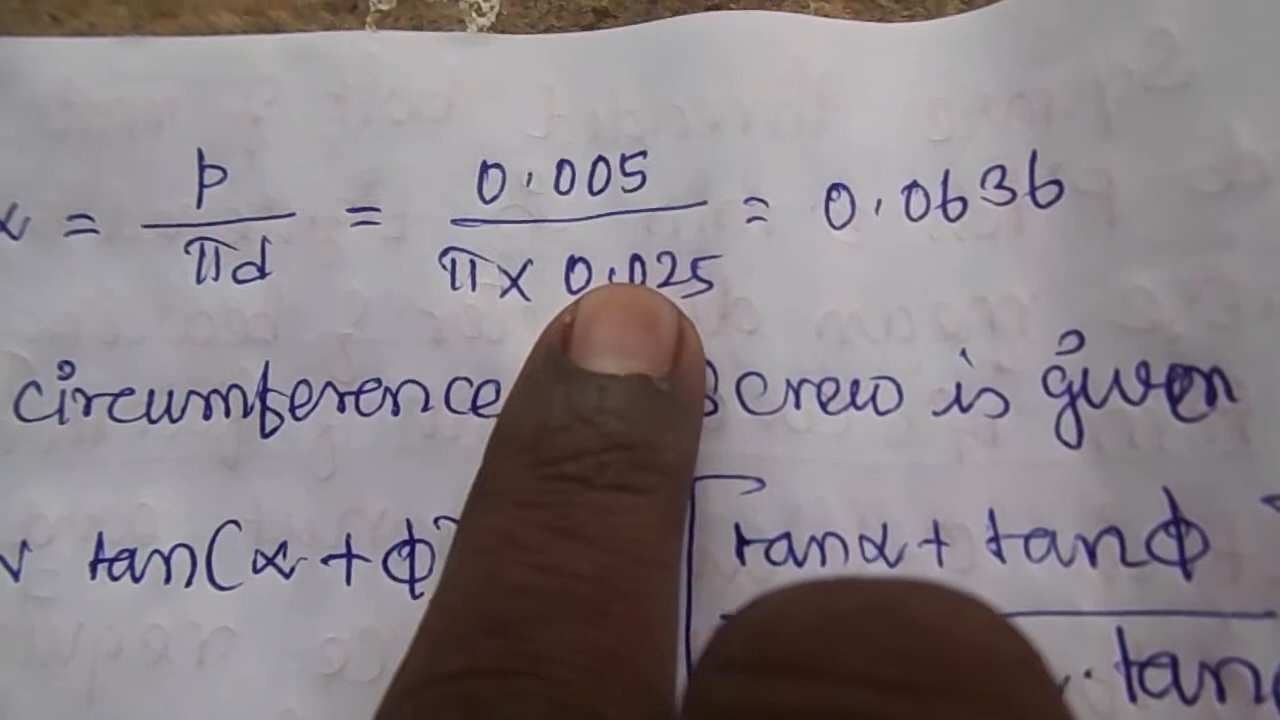 α = p / πd = 0.005 / π × 0.025 = 0.0636
circumference screw is given
tan(α + φ) [tanα + tanφ
tan